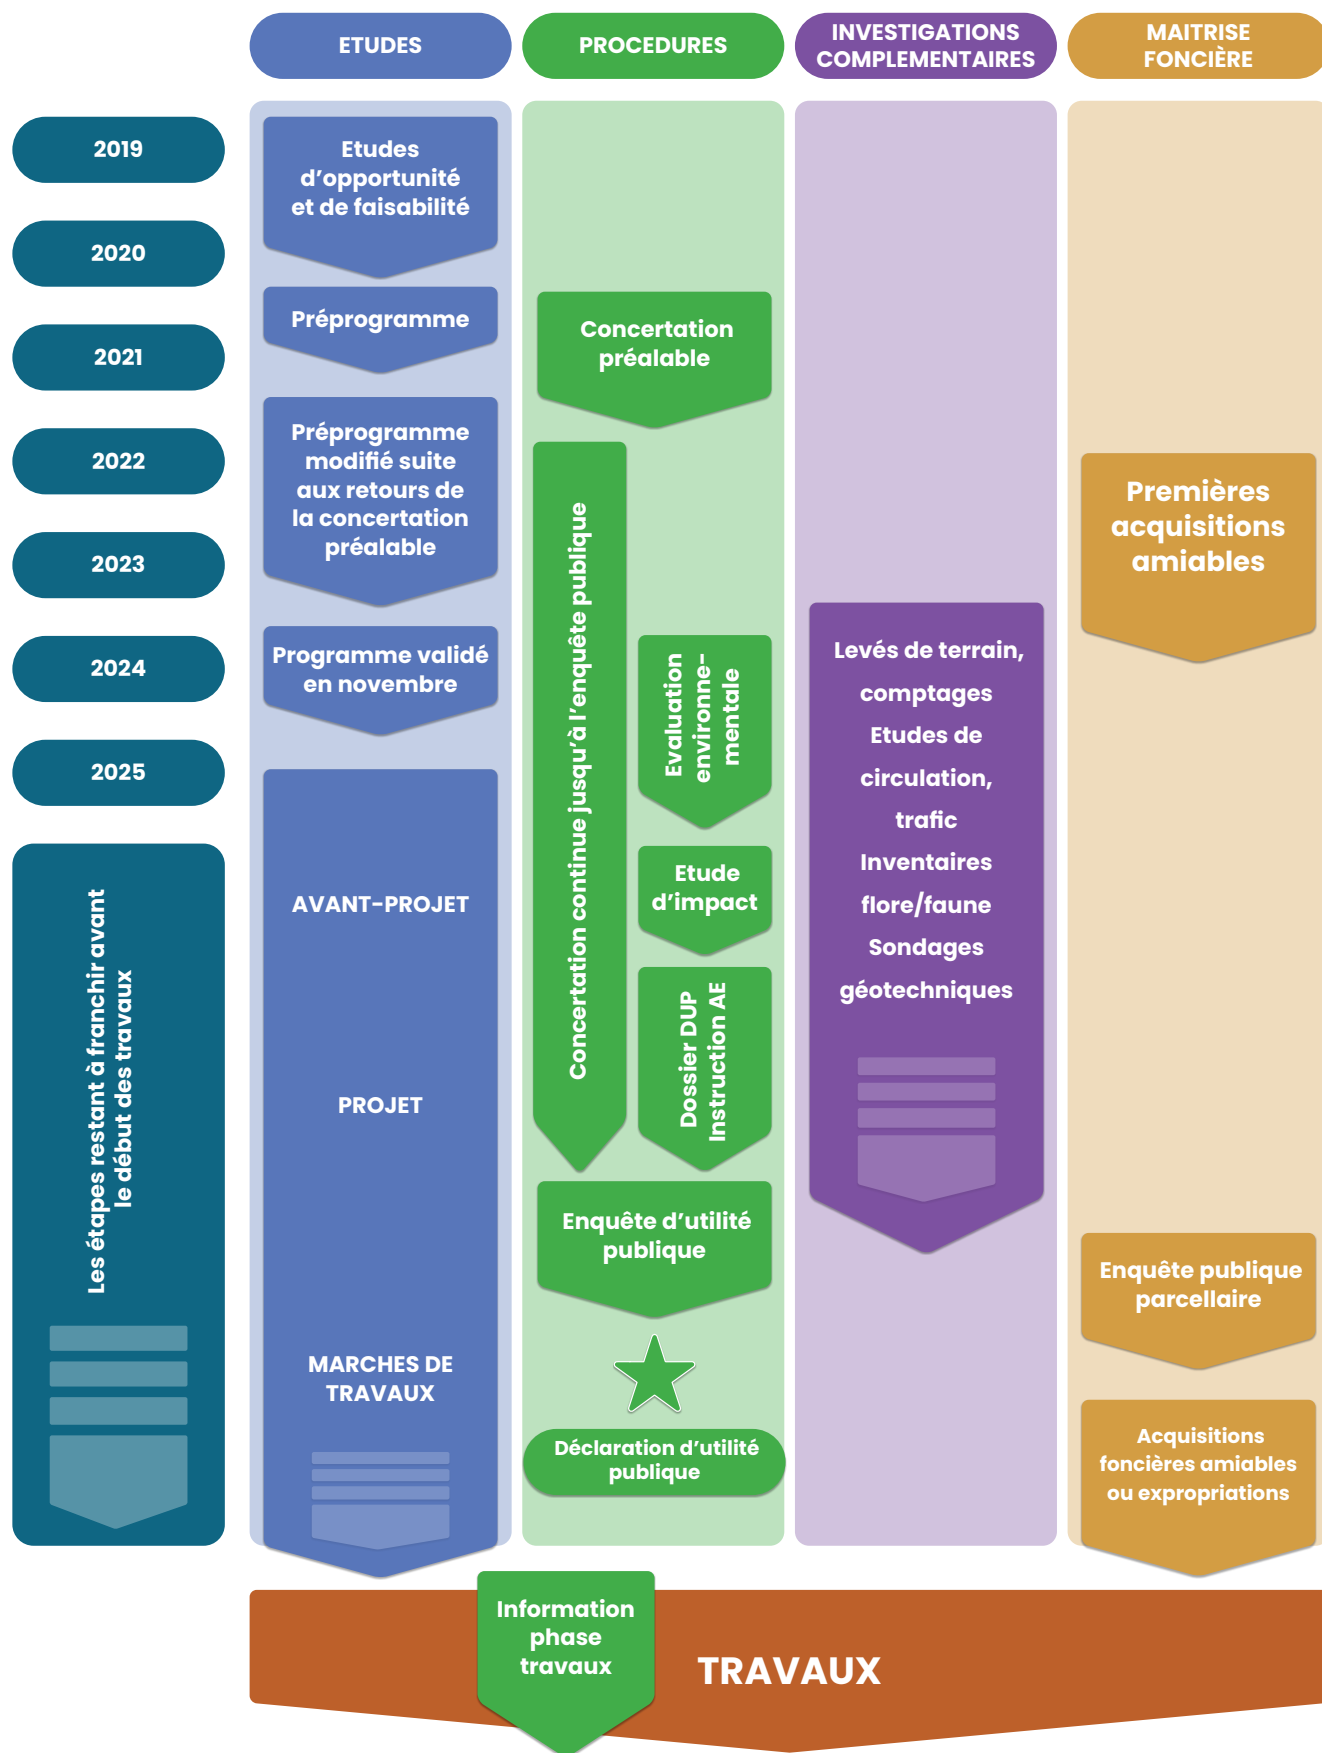 ETUDES
PROCEDURES
INVESTIGATIONS
COMPLEMENTAIRES
MAITRISE
FONCIÈRE
2019
2020
2021
2022
2023
2024
2025
Les étapes restant à franchir avant
le début des travaux
Etudes
d’opportunité
et de faisabilité
Préprogramme
Préprogramme
modifié suite
aux retours de
la concertation
préalable
Programme validé
en novembre
AVANT-PROJET
PROJET
MARCHES DE
TRAVAUX
Concertation
préalable
Concertation continue jusqu’à l’enquête publique
Evaluation
environne-
mentale
Etude
d’impact
Dossier DUP
Instruction AE
Enquête d’utilité
publique
Déclaration d’utilité
publique
Levés de terrain,
comptages
Etudes de
circulation,
trafic
Inventaires
flore/faune
Sondages
géotechniques
Premières
acquisitions
amiables
Enquête publique
parcellaire
Acquisitions
foncières amiables
ou expropriations
Information
phase
travaux
TRAVAUX